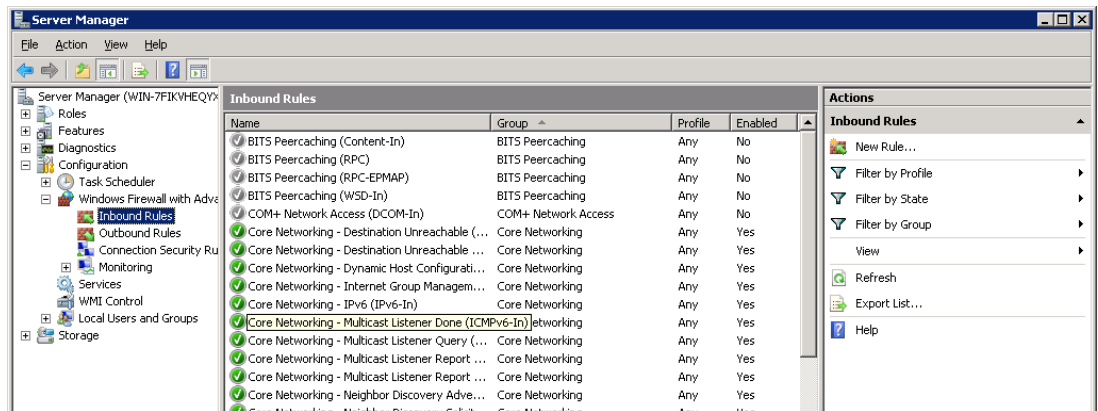 Server Manager
File Action View Help
Server Manager (WIN-7FIKVHEQYX
Roles
Features
Diagnostics
Configuration
Task Scheduler
Windows Firewall with Adva
Inbound Rules
Outbound Rules
Connection Security Ru
Monitoring
Services
WMI Control
Local Users and Groups
Storage
Inbound Rules
Name Group Profile Enabled
BITS Peercaching (Content-In) BITS Peercaching Any No
BITS Peercaching (RPC) BITS Peercaching Any No
BITS Peercaching (RPC-EPMAP) BITS Peercaching Any No
BITS Peercaching (WSD-In) BITS Peercaching Any No
COM+ Network Access (DCOM-In) COM+ Network Access Any No
Core Networking - Destination Unreachable (... Core Networking Any Yes
Core Networking - Destination Unreachable ... Core Networking Any Yes
Core Networking - Dynamic Host Configurati... Core Networking Any Yes
Core Networking - Internet Group Managem... Core Networking Any Yes
Core Networking - IPv6 (IPv6-In) Core Networking Any Yes
Core Networking - Multicast Listener Done (ICMPv6-In) etworking Any Yes
Core Networking - Multicast Listener Query (... Core Networking Any Yes
Core Networking - Multicast Listener Report ... Core Networking Any Yes
Core Networking - Multicast Listener Report ... Core Networking Any Yes
Core Networking - Neighbor Discovery Adve... Core Networking Any Yes
Actions
Inbound Rules
New Rule...
Filter by Profile
Filter by State
Filter by Group
View
Refresh
Export List...
Help